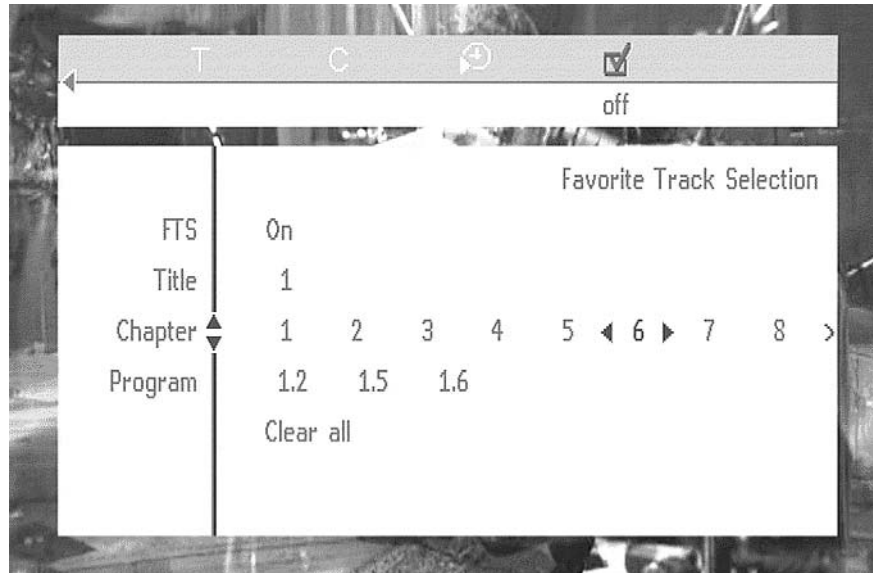 T C
off
Favorite Track Selection
FTS On
Title 1
Chapter 1 2 3 4 5 6 7 8 >
Program 1.2 1.5 1.6
Clear all